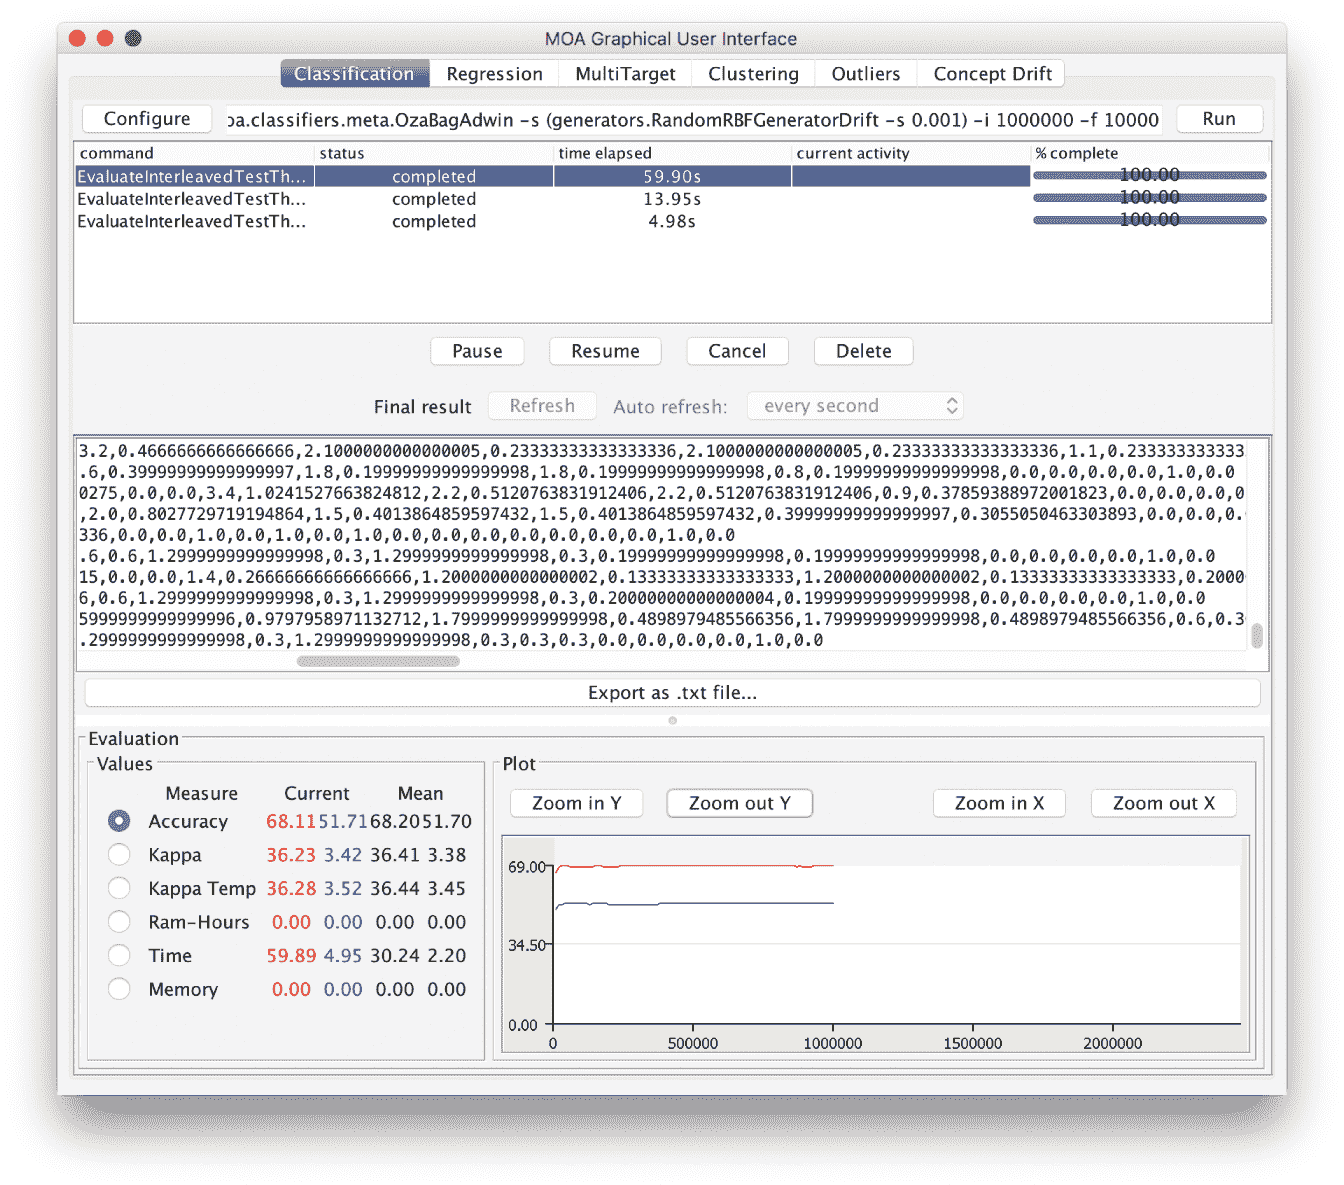 MOA Graphical User Interface
Classification Regression MultiTarget Clustering Outliers Concept Drift
Configure oa.classifiers.meta.OzaBagAdwin -s (generators.RandomRBFGeneratorDrift -s 0.001) -i 1000000 -f 10000 Run
command status time elapsed current activity % complete
EvaluateInterleavedTestTh... completed 59.90s 100.00
EvaluateInterleavedTestTh... completed 13.95s 100.00
EvaluateInterleavedTestTh... completed 4.98s 100.00
Pause Resume Cancel Delete
Final result Refresh Auto refresh: every second
3.2,0.4666666666666666,2.1000000000000005,0.23333333333333336,2.1000000000000005,0.23333333333333336,1.1,0.233333333333
.6,0.39999999999999997,1.8,0.19999999999999998,1.8,0.19999999999999998,0.8,0.19999999999999998,0.0,0.0,0.0,0.0,1.0,0.0
0275,0.0,0.0,3.4,1.0241527663824812,2.2,0.5120763831912406,2.2,0.5120763831912406,0.9,0.37859388972001823,0.0,0.0,0.0,0
,2.0,0.8027729719194864,1.5,0.4013864859597432,1.5,0.4013864859597432,0.39999999999999997,0.3055050463303893,0.0,0.0,0.
336,0.0,0.0,1.0,0.0,1.0,0.0,1.0,0.0,0.0,0.0,0.0,0.0,0.0,0.0,1.0,0.0
.6,0.6,1.2999999999999998,0.3,1.2999999999999998,0.3,0.19999999999999998,0.19999999999999998,0.0,0.0,0.0,0.0,1.0,0.0
15,0.0,0.0,1.4,0.26666666666666666,1.2000000000000002,0.13333333333333333,1.2000000000000002,0.13333333333333333,0.2000
6,0.6,1.2999999999999998,0.3,1.2999999999999998,0.3,0.20000000000000004,0.19999999999999998,0.0,0.0,0.0,0.0,1.0,0.0
5999999999999996,0.9797958971132712,1.7999999999999998,0.4898979485566356,1.7999999999999998,0.4898979485566356,0.6,0.3
.2999999999999998,0.3,1.2999999999999998,0.3,0.3,0.3,0.0,0.0,0.0,0.0,1.0,0.0
Export as .txt file...
Evaluation
Values
Measure Current Mean
Accuracy 68.11 51.71 68.20 51.70
Kappa 36.23 3.42 36.41 3.38
Kappa Temp 36.28 3.52 36.44 3.45
Ram-Hours 0.00 0.00 0.00 0.00
Time 59.89 4.95 30.24 2.20
Memory 0.00 0.00 0.00 0.00
Plot
Zoom in Y Zoom out Y Zoom in X Zoom out X
69.00
34.50
0.00
0 500000 1000000 1500000 2000000